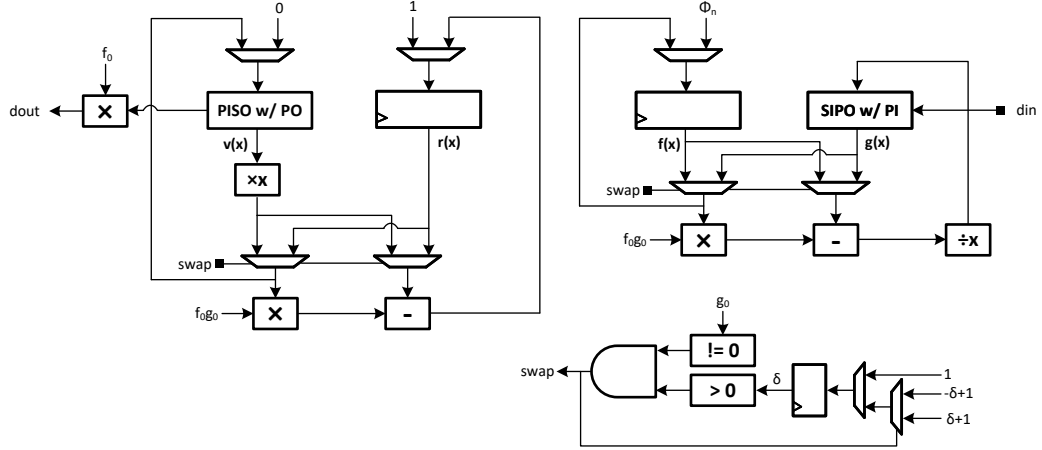 0
1
f₀
dout
×
PISO w/ PO
v(x)
r(x)
×x
swap
f₀g₀
×
-
Φₙ
SIPO w/ PI
din
f(x)
g(x)
swap
f₀g₀
×
-
÷x
g₀
!= 0
swap
> 0
δ
1
-δ+1
δ+1